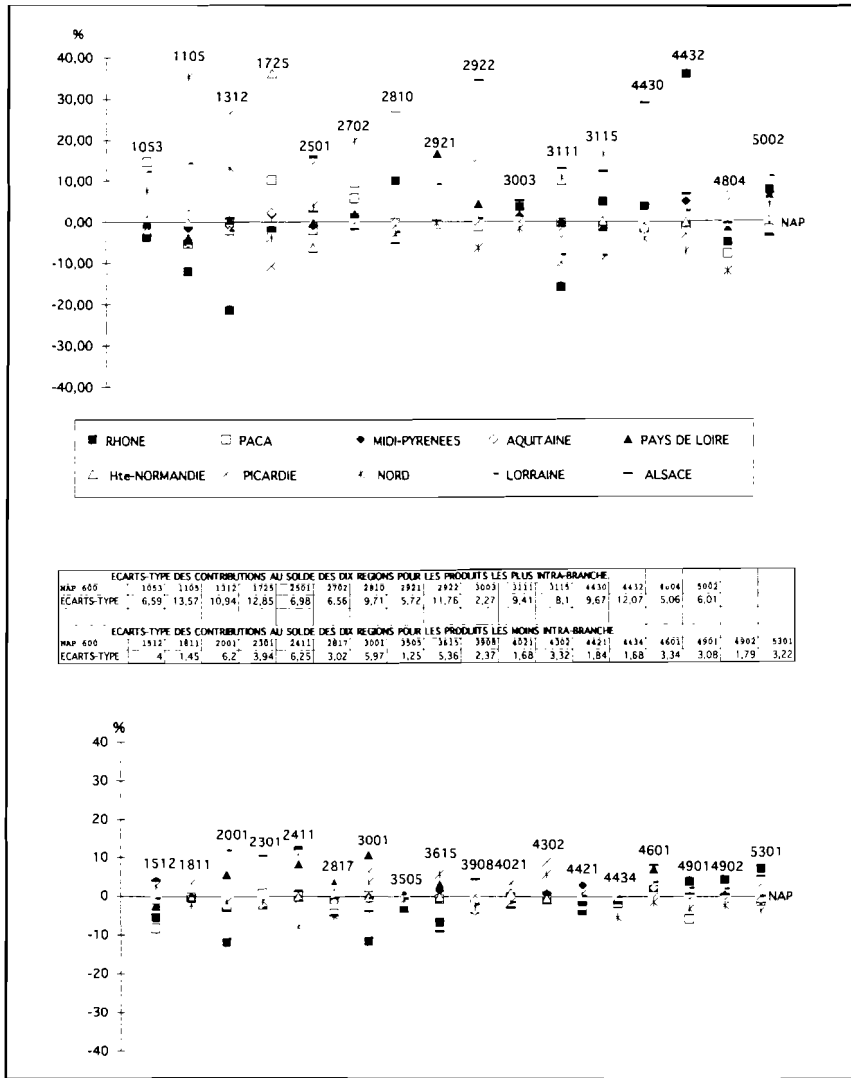 %
40,00
30,00
20,00
10,00
0,00
-10,00
-20,00
-30,00
-40,00
1053 1105 1312 1725 2501 2702 2810 2921 2922 3003 3111 3115 4430 4432 4804 5002
NAP
RHONE PACA MIDI-PYRENEES AQUITAINE PAYS DE LOIRE
Hte-NORMANDIE PICARDIE NORD LORRAINE ALSACE
ECARTS-TYPE DES CONTRIBUTIONS AU SOLDE DES DIX REGIONS POUR LES PRODUITS LES PLUS INTRA-BRANCHE.
NAP 600 1053 1105 1312 1725 2501 2702 2810 2921 2922 3003 3111 3115 4430 4432 5002
ECARTS-TYPE 6,59 13,57 10,94 12,85 6,98 6,56 9,71 5,72 11,76 2,27 9,41 8,1 9,67 12,07 5,06 6,01
ECARTS-TYPE DES CONTRIBUTIONS AU SOLDE DES DIX REGIONS POUR LES PRODUITS LES MOINS INTRA-BRANCHE
NAP 600 1512 1811 2001 2301 2411 2817 3001 3505 3615 3908 4021 4302 4421 4434 4601 4901 4902 5301
ECARTS-TYPE 4 1,45 6,2 3,94 6,25 3,02 5,97 1,25 5,36 2,37 1,68 3,32 1,84 1,68 3,34 3,08 1,79 3,22
%
40
30
20
10
0
-10
-20
-30
-40
1512 1811 2001 2301 2411 2817 3001 3505 3615 3908 4021 4302 4421 4434 4601 4901 4902 5301
NAP